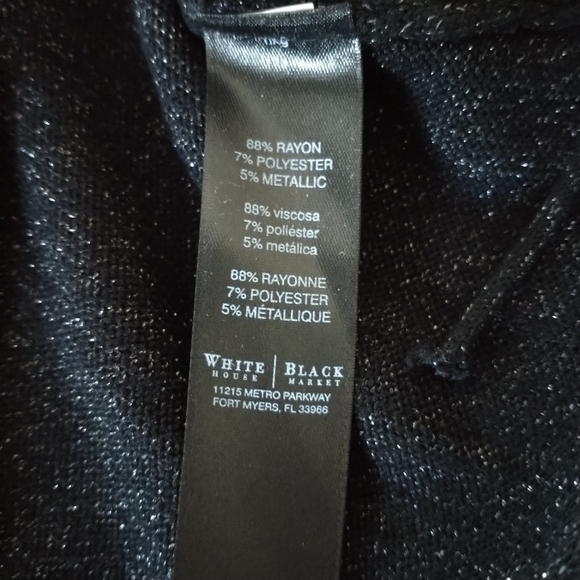 88% RAYON
7% POLYESTER
5% METALLIC
88% viscosa
7% poliéster
5% metálica
88% RAYONNE
7% POLYESTER
5% MÉTALLIQUE
WHITE HOUSE | BLACK MARKET
11215 METRO PARKWAY
FORT MYERS, FL 33966